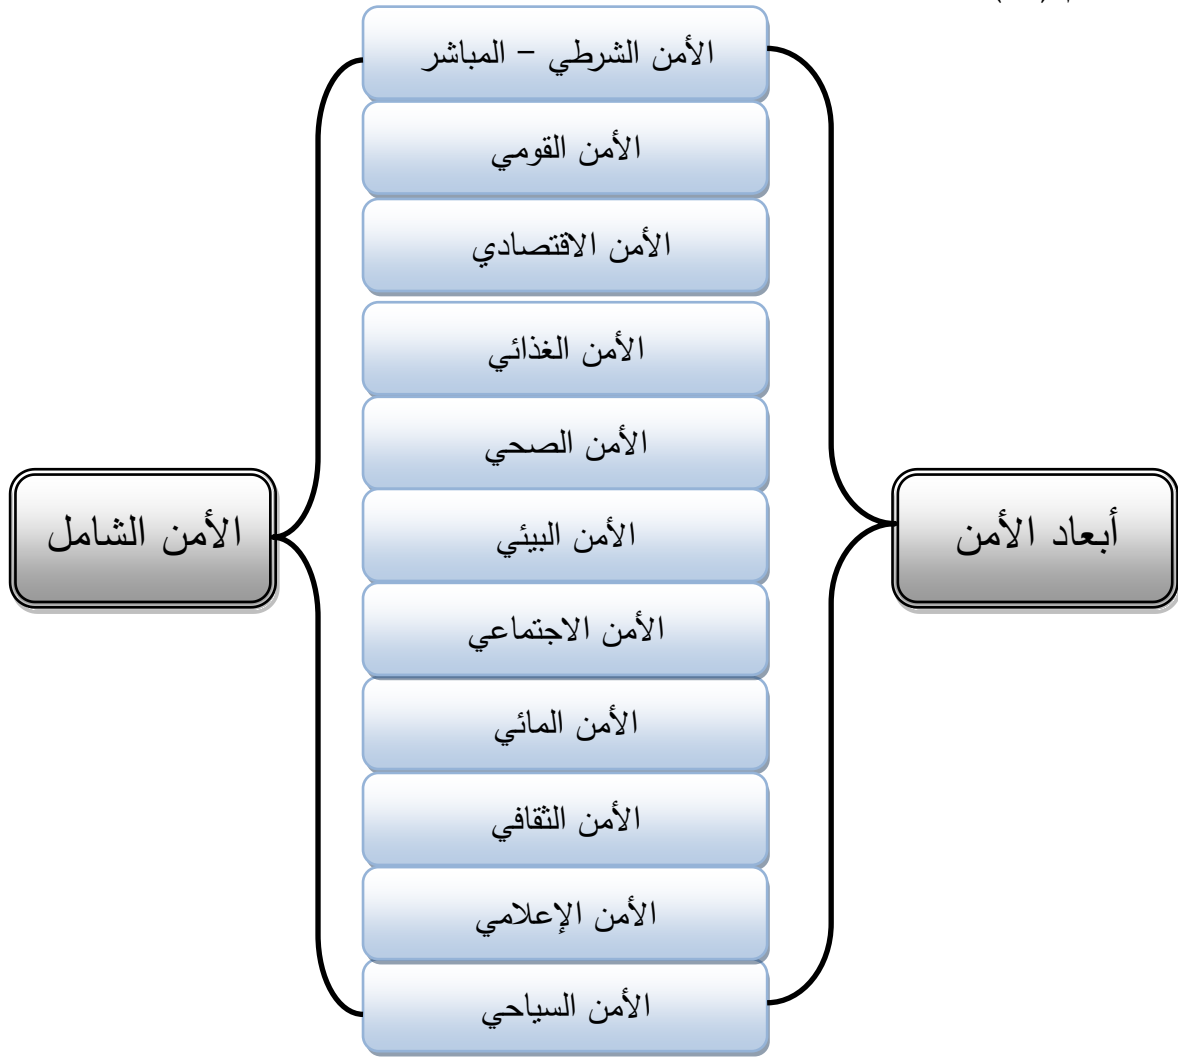 أبعاد الأمن
الأمن الشرطي – المباشر
الأمن القومي
الأمن الاقتصادي
الأمن الغذائي
الأمن الصحي
الأمن البيئي
الأمن الاجتماعي
الأمن المائي
الأمن الثقافي
الأمن الإعلامي
الأمن السياحي
الأمن الشامل